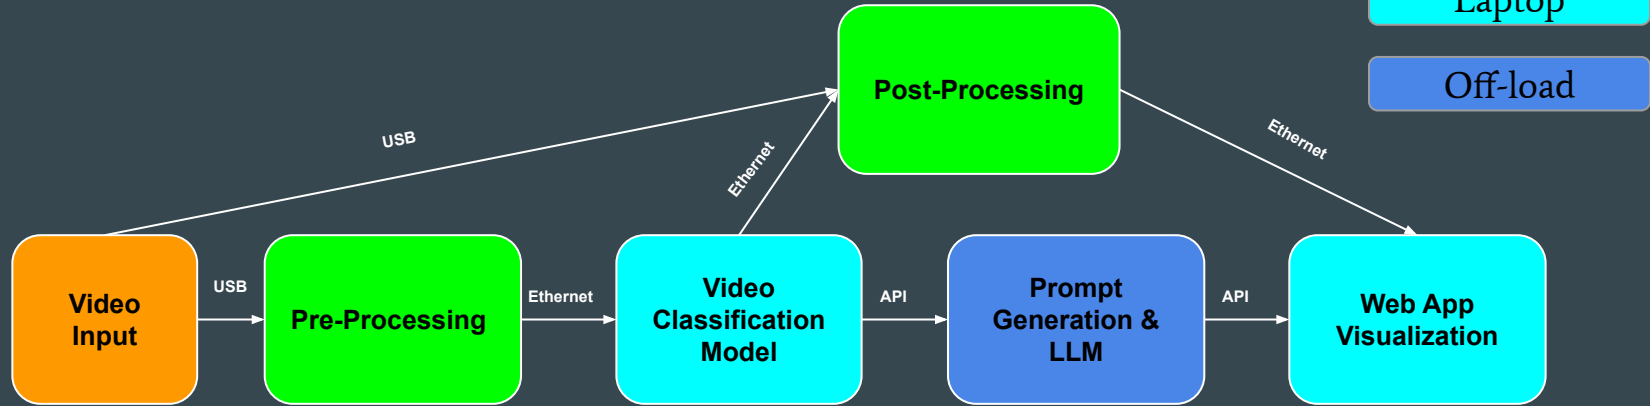 Laptop
Off-load
Post-Processing
USB
Ethernet
Ethernet
Video
Input
USB
Pre-Processing
Ethernet
Video
Classification
Model
API
Prompt
Generation &
LLM
API
Web App
Visualization